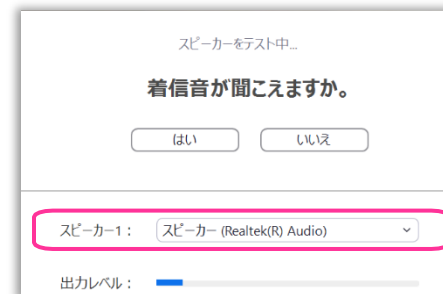 スピーカーをテスト中...
着信音が聞こえますか。
はい いいえ
スピーカー1： スピーカー (Realtek(R) Audio)
出力レベル：